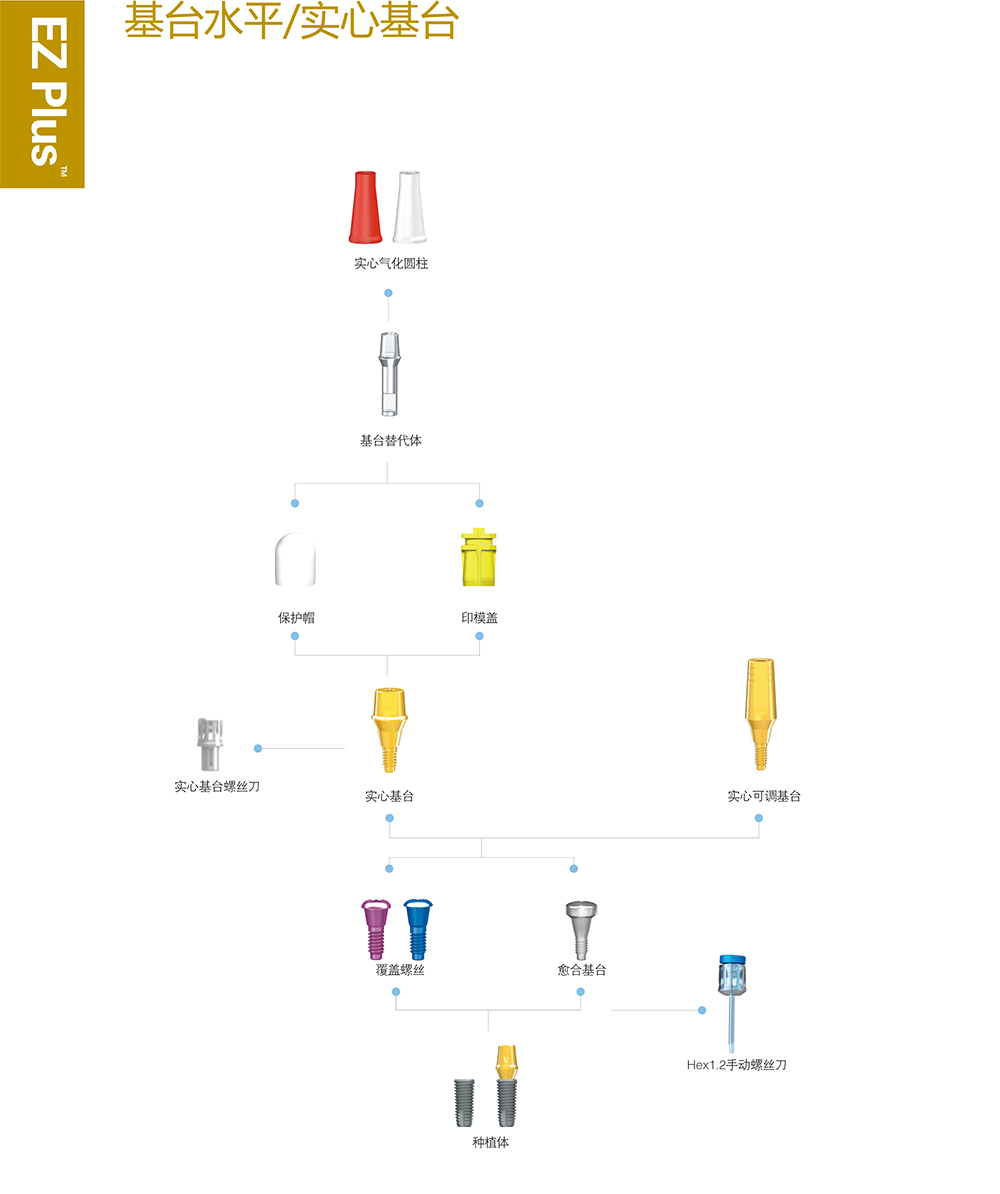 基台水平/实心基台
EZ Plus™
实心气化圆柱
基台替代体
保护帽
印模盖
实心基台螺丝刀
实心基台
实心可调基台
覆盖螺丝
愈合基台
Hex1.2手动螺丝刀
种植体